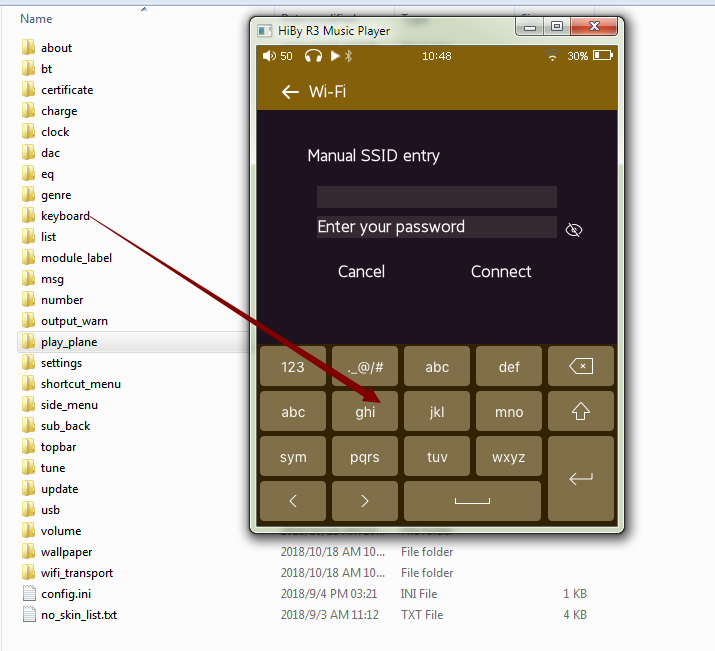 Name
about
bt
certificate
charge
clock
dac
eq
genre
keyboard
list
module_label
msg
number
output_warn
play_plane
settings
shortcut_menu
side_menu
sub_back
topbar
tune
update
usb
volume
wallpaper 2018/10/18 AM 10... File folder
wifi_transport 2018/10/18 AM 10... File folder
config.ini 2018/9/4 PM 03:21 INI File 1 KB
no_skin_list.txt 2018/9/3 AM 11:12 TXT File 4 KB
HiBy R3 Music Player
50 10:48 30%
Wi-Fi
Manual SSID entry
Enter your password
Cancel Connect
123 ._@/# abc def
abc ghi jkl mno
sym pqrs tuv wxyz